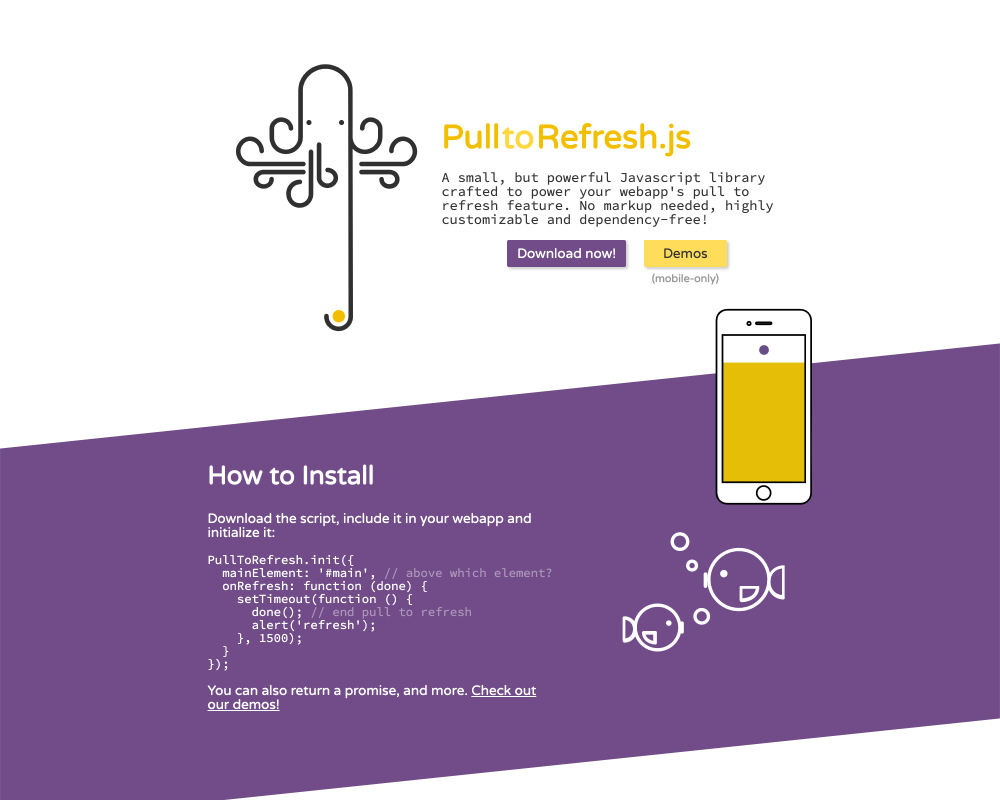 PulltoRefresh.js
A small, but powerful Javascript library
crafted to power your webapp's pull to
refresh feature. No markup needed, highly
customizable and dependency-free!
Download now!
Demos
(mobile-only)
How to Install
Download the script, include it in your webapp and
initialize it:
PullToRefresh.init({
  mainElement: '#main', // above which element?
  onRefresh: function (done) {
    setTimeout(function () {
      done(); // end pull to refresh
      alert('refresh');
    }, 1500);
  }
});
You can also return a promise, and more. Check out
our demos!